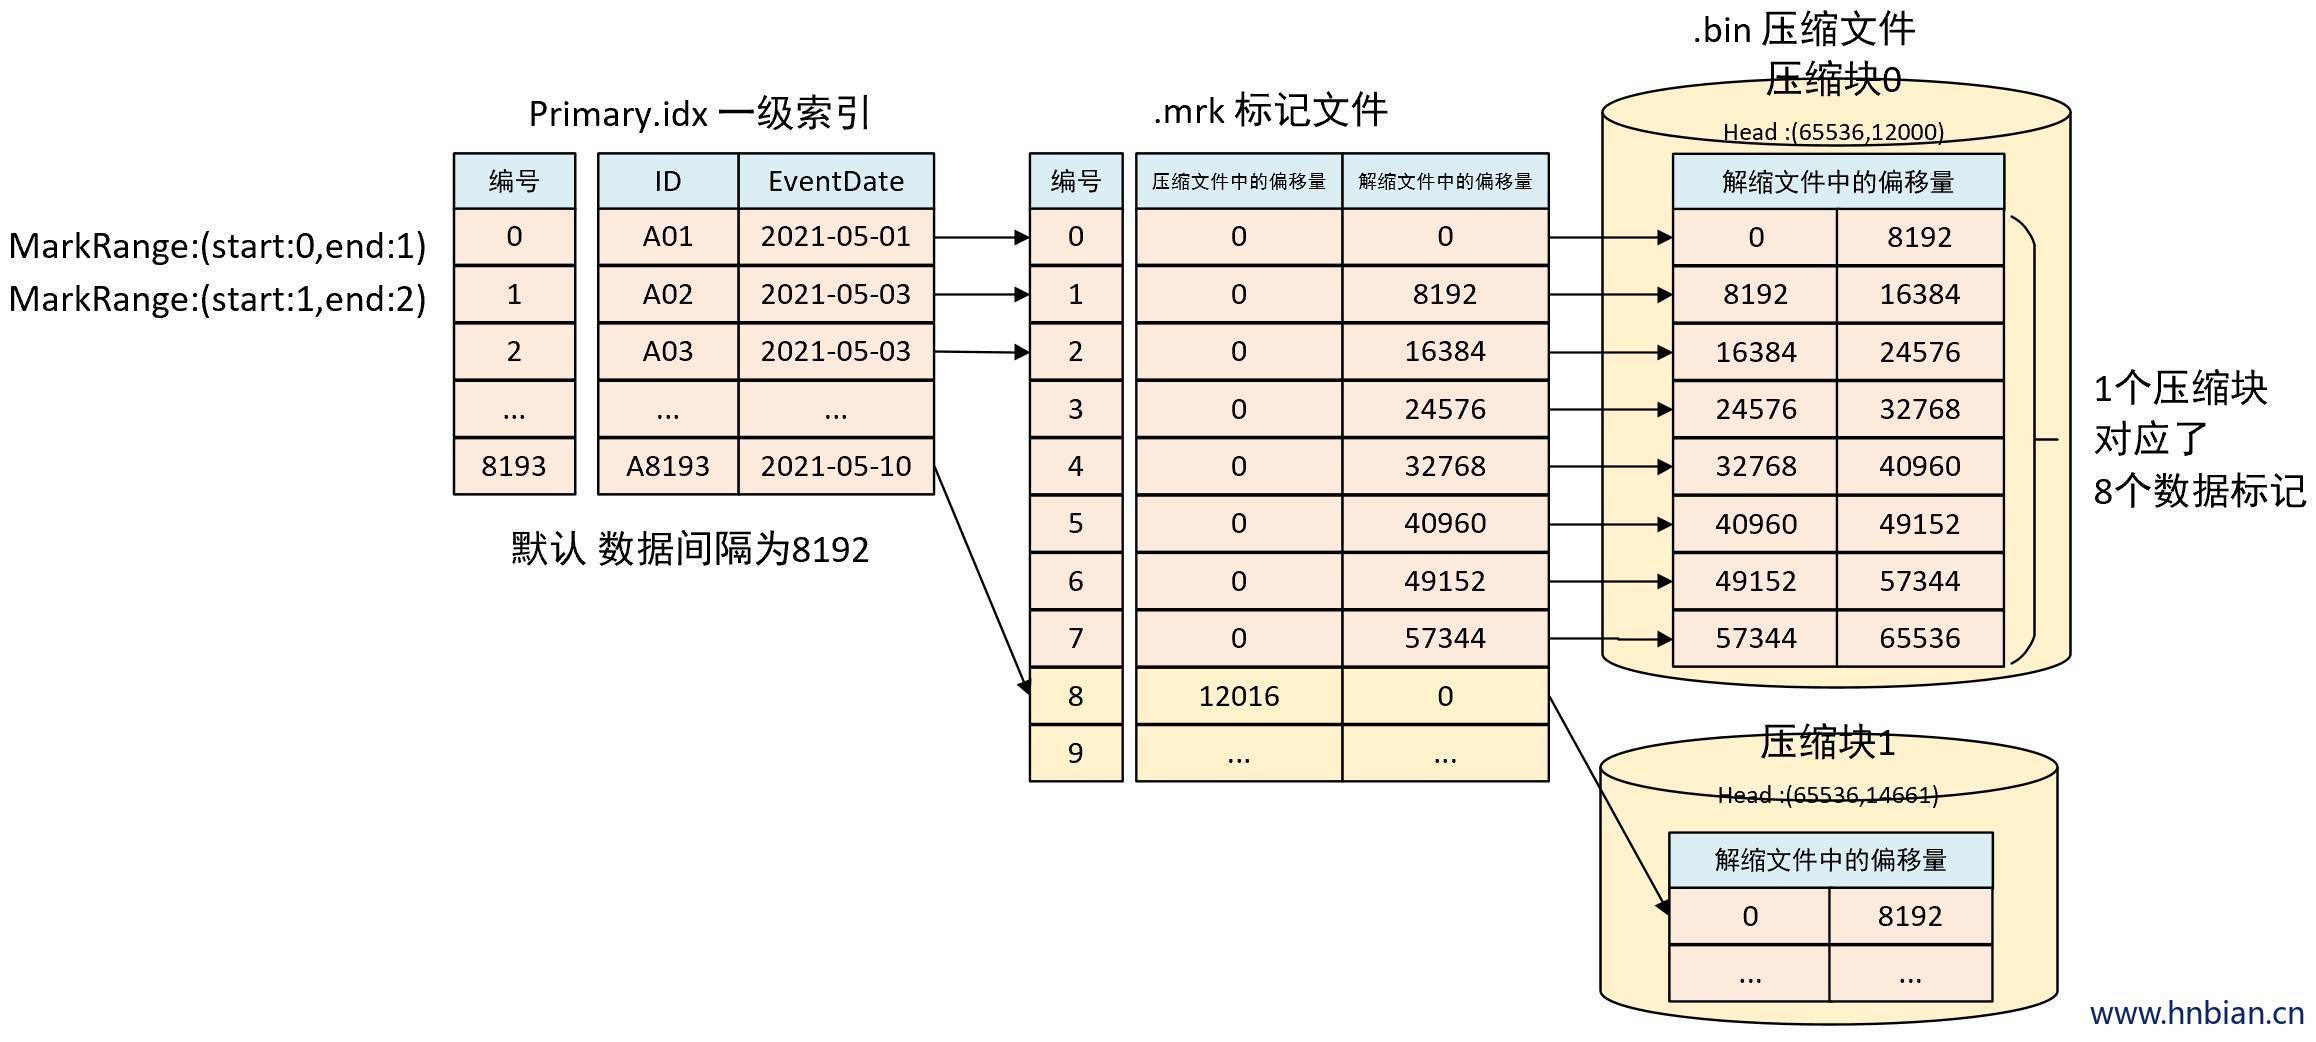 .bin 压缩文件
压缩块0
Primary.idx 一级索引
.mrk 标记文件
Head :(65536,12000)
编号 ID EventDate
编号 压缩文件中的偏移量 解缩文件中的偏移量
解缩文件中的偏移量
MarkRange:(start:0,end:1)
MarkRange:(start:1,end:2)
0 A01 2021-05-01
1 A02 2021-05-03
2 A03 2021-05-03
... ... ...
8193 A8193 2021-05-10
默认 数据间隔为8192
0 0 0
1 0 8192
2 0 16384
3 0 24576
4 0 32768
5 0 40960
6 0 49152
7 0 57344
8 12016 0
9 ... ...
0 8192
8192 16384
16384 24576
24576 32768
32768 40960
40960 49152
49152 57344
57344 65536
1个压缩块
对应了
8个数据标记
压缩块1
Head :(65536,14661)
解缩文件中的偏移量
0 8192
... ...
www.hnbian.cn